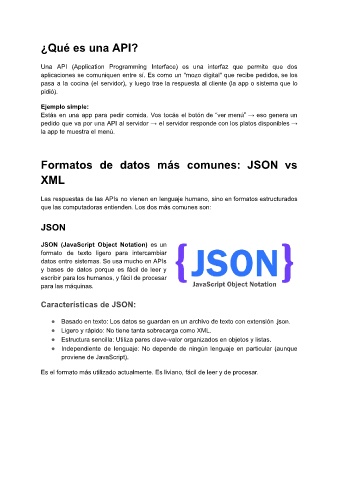 ¿Qué es una API?
Una API (Application Programming Interface) es una interfaz que permite que dos
aplicaciones se comuniquen entre sí. Es como un "mozo digital" que recibe pedidos, se los
pasa a la cocina (el servidor), y luego trae la respuesta al cliente (la app o sistema que lo
pidió).
Ejemplo simple:
Estás en una app para pedir comida. Vos tocás el botón de "ver menú" → eso genera un
pedido que va por una API al servidor → el servidor responde con los platos disponibles →
la app te muestra el menú.
Formatos de datos más comunes: JSON vs
XML
Las respuestas de las APIs no vienen en lenguaje humano, sino en formatos estructurados
que las computadoras entienden. Los dos más comunes son:
JSON
JSON (JavaScript Object Notation) es un
formato de texto ligero para intercambiar
datos entre sistemas. Se usa mucho en APIs
y bases de datos porque es fácil de leer y
escribir para los humanos, y fácil de procesar
para las máquinas.
{JSON}
JavaScript Object Notation
Características de JSON:
● Basado en texto: Los datos se guardan en un archivo de texto con extensión .json.
● Ligero y rápido: No tiene tanta sobrecarga como XML.
● Estructura sencilla: Utiliza pares clave-valor organizados en objetos y listas.
● Independiente de lenguaje: No depende de ningún lenguaje en particular (aunque
proviene de JavaScript).
Es el formato más utilizado actualmente. Es liviano, fácil de leer y de procesar.